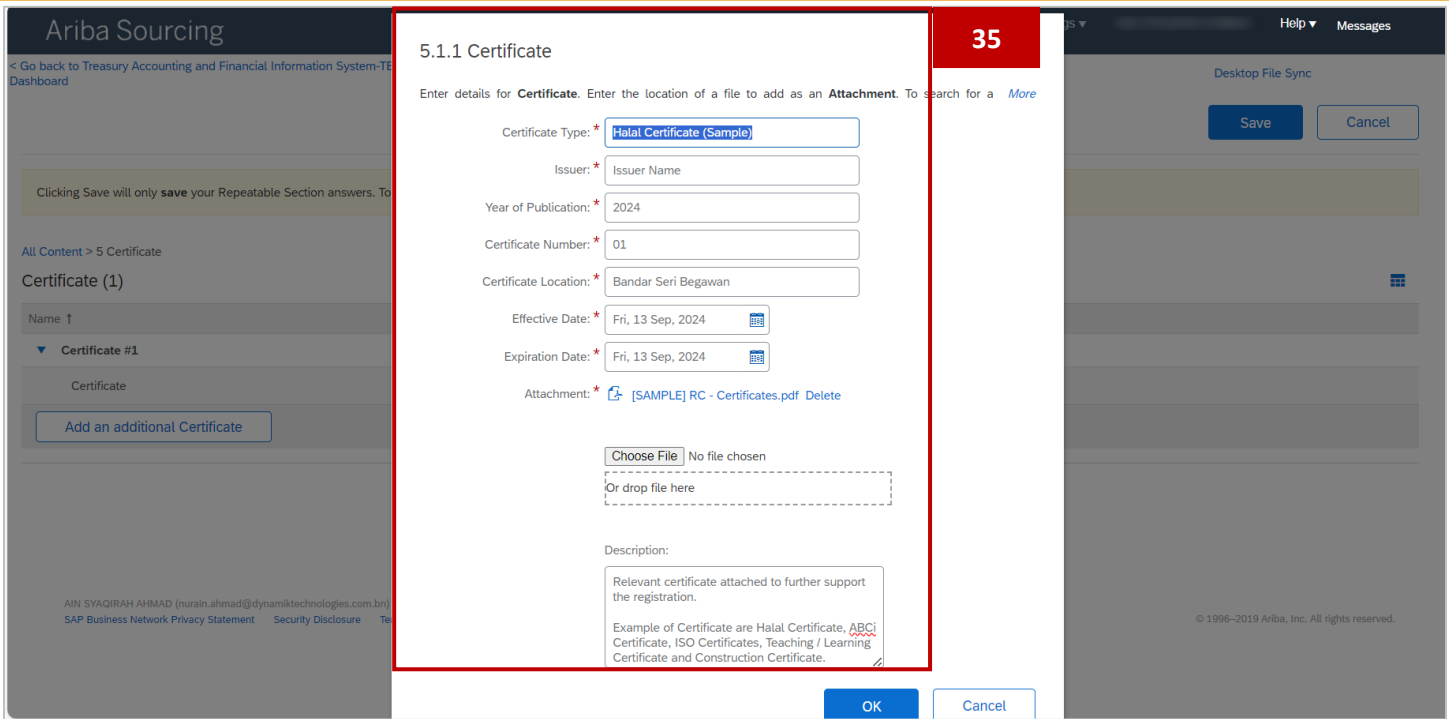 Ariba Sourcing
gs ▾
Help ▾
Messages
< Go back to Treasury Accounting and Financial Information System-TE
Dashboard
Desktop File Sync
Save
Cancel
Clicking Save will only save your Repeatable Section answers. To
All Content > 5 Certificate
Certificate (1)
Name ↑
▼ Certificate #1
Certificate
Add an additional Certificate
35
5.1.1 Certificate
Enter details for Certificate. Enter the location of a file to add as an Attachment. To search for a More
Certificate Type: * Halal Certificate (Sample)
Issuer: * Issuer Name
Year of Publication: * 2024
Certificate Number: * 01
Certificate Location: * Bandar Seri Begawan
Effective Date: * Fri, 13 Sep, 2024
Expiration Date: * Fri, 13 Sep, 2024
Attachment: * [SAMPLE] RC - Certificates.pdf Delete
Choose File No file chosen
Or drop file here
Description:
Relevant certificate attached to further support
the registration.
Example of Certificate are Halal Certificate, ABCi
Certificate, ISO Certificates, Teaching / Learning
Certificate and Construction Certificate.
OK
Cancel
AIN SYAQIRAH AHMAD (nurain.ahmad@dynamiktechnologies.com.bn)
SAP Business Network Privacy Statement Security Disclosure Te
© 1996–2019 Ariba, Inc. All rights reserved.